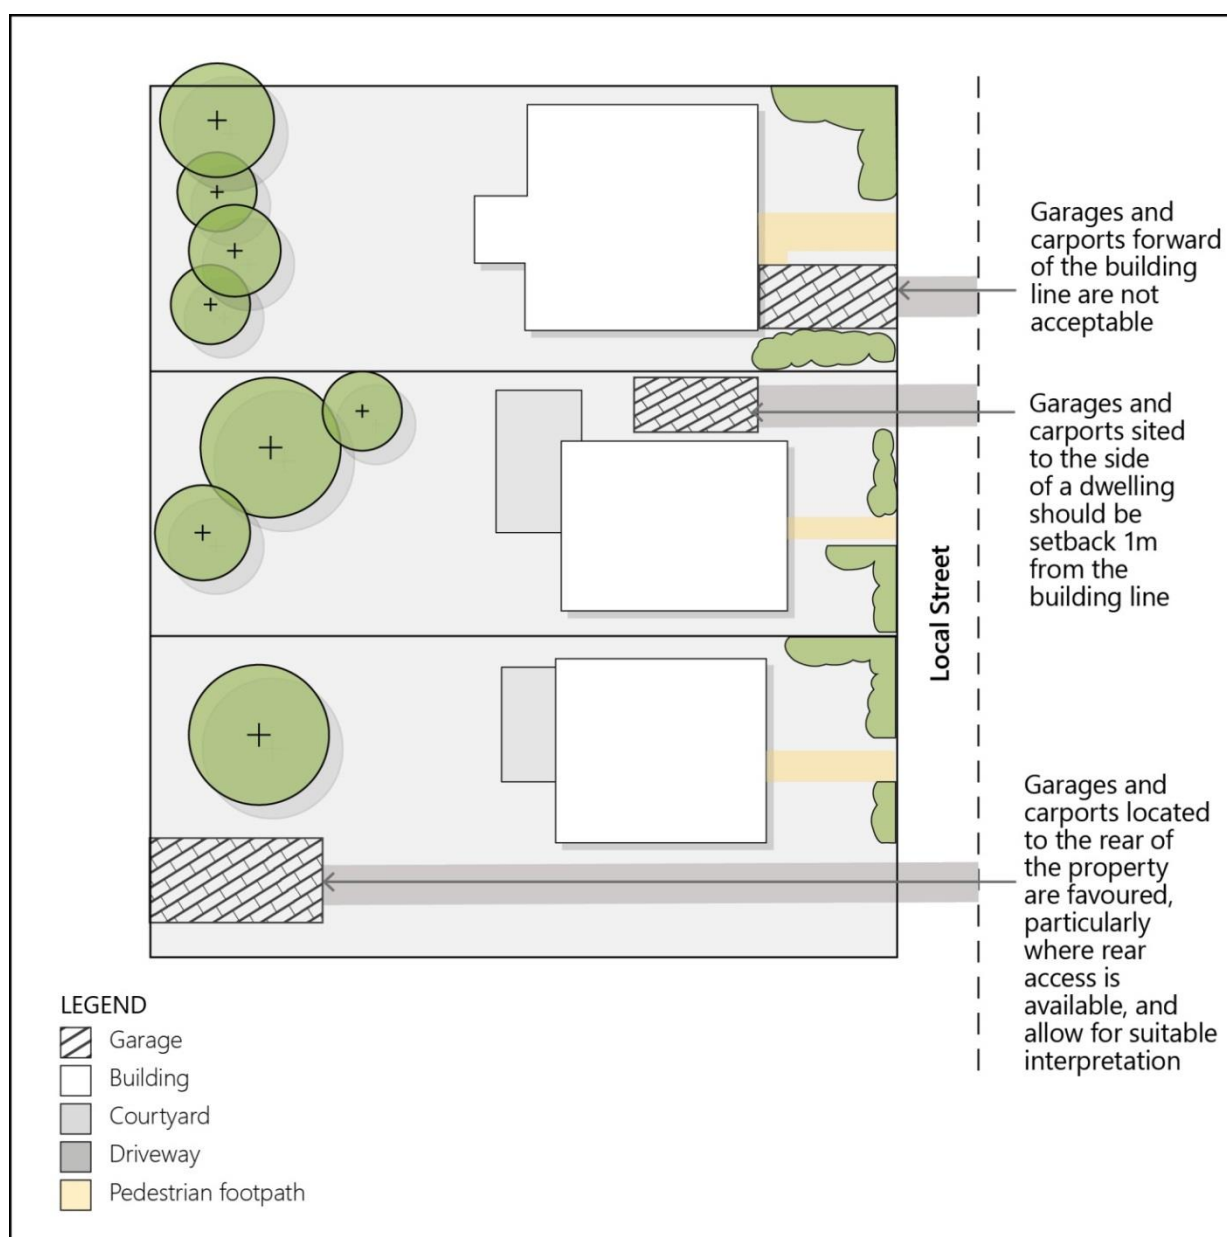 Garages and
carports forward
of the building
line are not
acceptable
Garages and
carports sited
to the side
of a dwelling
should be
setback 1m
from the
building line
Local Street
Garages and
carports located
to the rear of
the property
are favoured,
particularly
where rear
access is
available, and
allow for suitable
interpretation
LEGEND
Garage
Building
Courtyard
Driveway
Pedestrian footpath